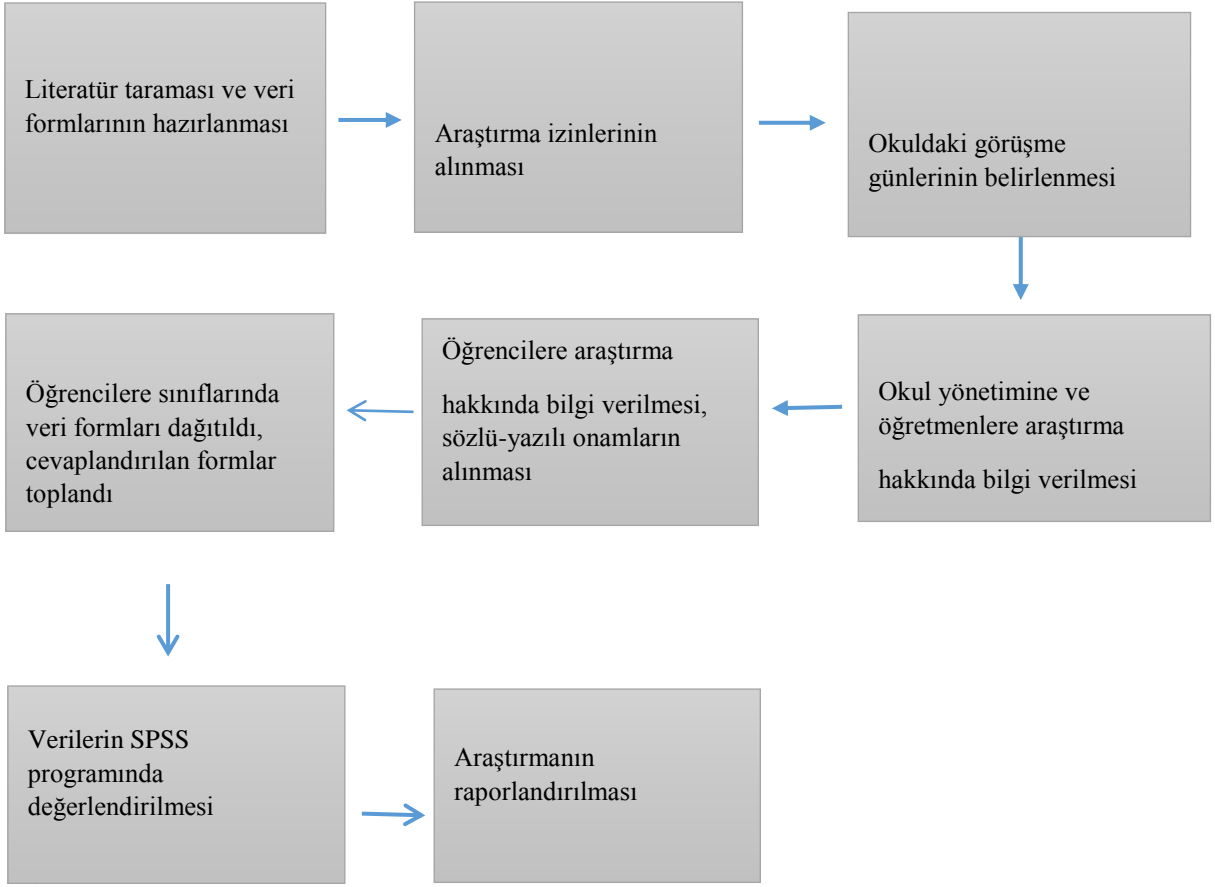 Literatür taraması ve veri
formlarının hazırlanması
Araştırma izinlerinin
alınması
Okuldaki görüşme
günlerinin belirlenmesi
Okul yönetimine ve
öğretmenlere araştırma
hakkında bilgi verilmesi
Öğrencilere araştırma
hakkında bilgi verilmesi,
sözlü-yazılı onamların
alınması
Öğrencilere sınıflarında
veri formları dağıtıldı,
cevaplandırılan formlar
toplandı
Verilerin SPSS
programında
değerlendirilmesi
Araştırmanın
raporlandırılması